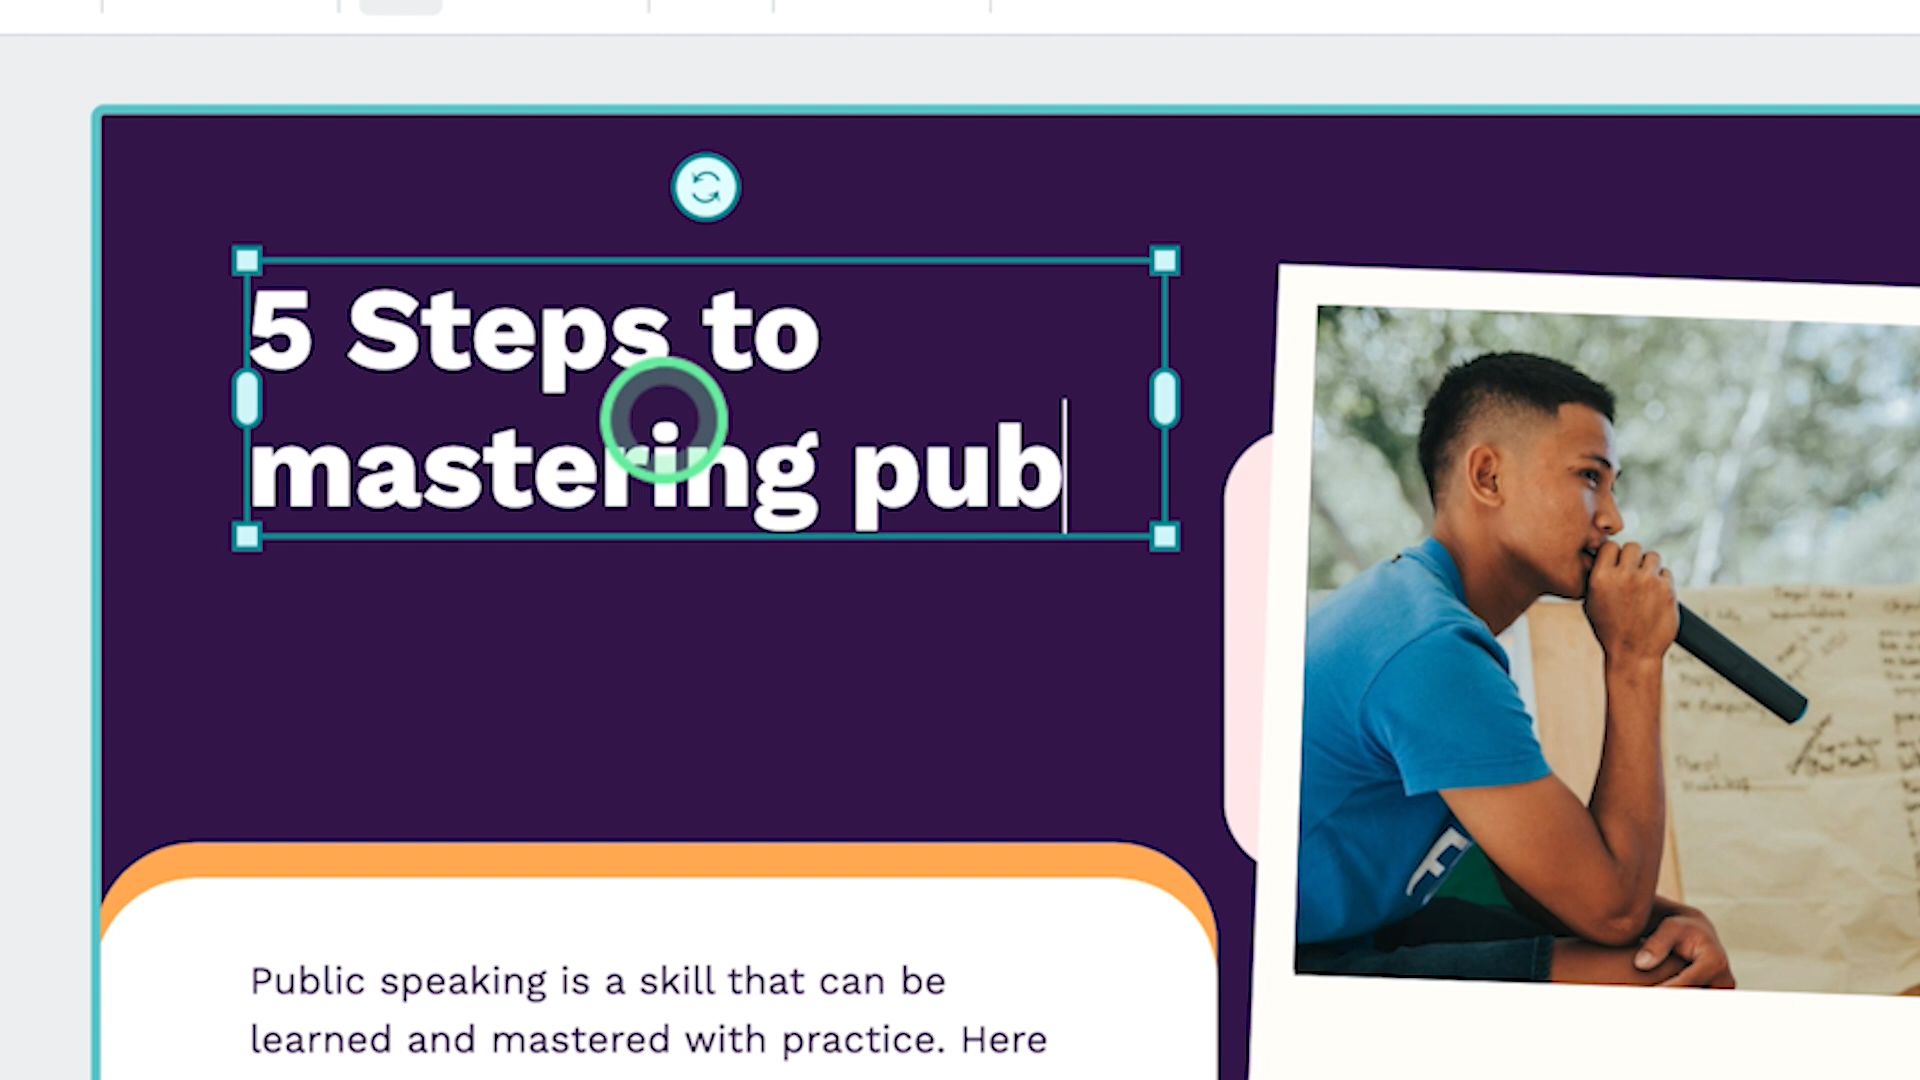 5 Steps to
mastering pub
Public speaking is a skill that can be
learned and mastered with practice. Here